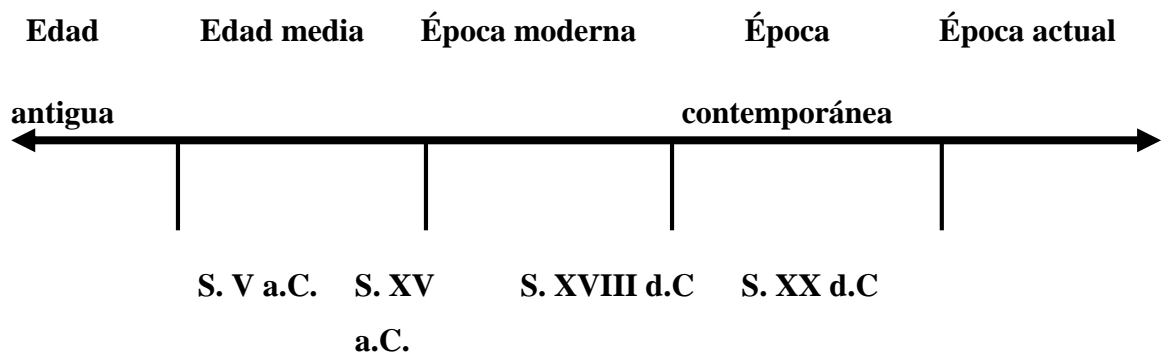 Edad Edad media Época moderna Época Época actual
antigua contemporánea
S. V a.C. S. XV S. XVIII d.C S. XX d.C
a.C.